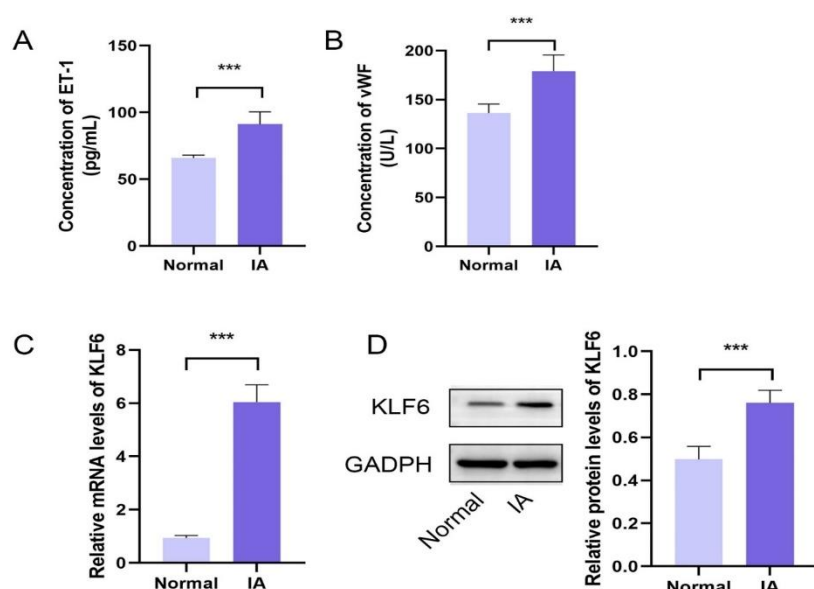 A
Concentration of ET-1
(pg/mL)
150
100
50
0
***
Normal IA
B
Concentration of vWF
(U/L)
200
150
100
50
0
***
Normal IA
C
Relative mRNA levels of KLF6
8
6
4
2
0
***
Normal IA
D
KLF6
GADPH
Normal IA
Relative protein levels of KLF6
1.0
0.8
0.6
0.4
0.2
0.0
***
Normal IA